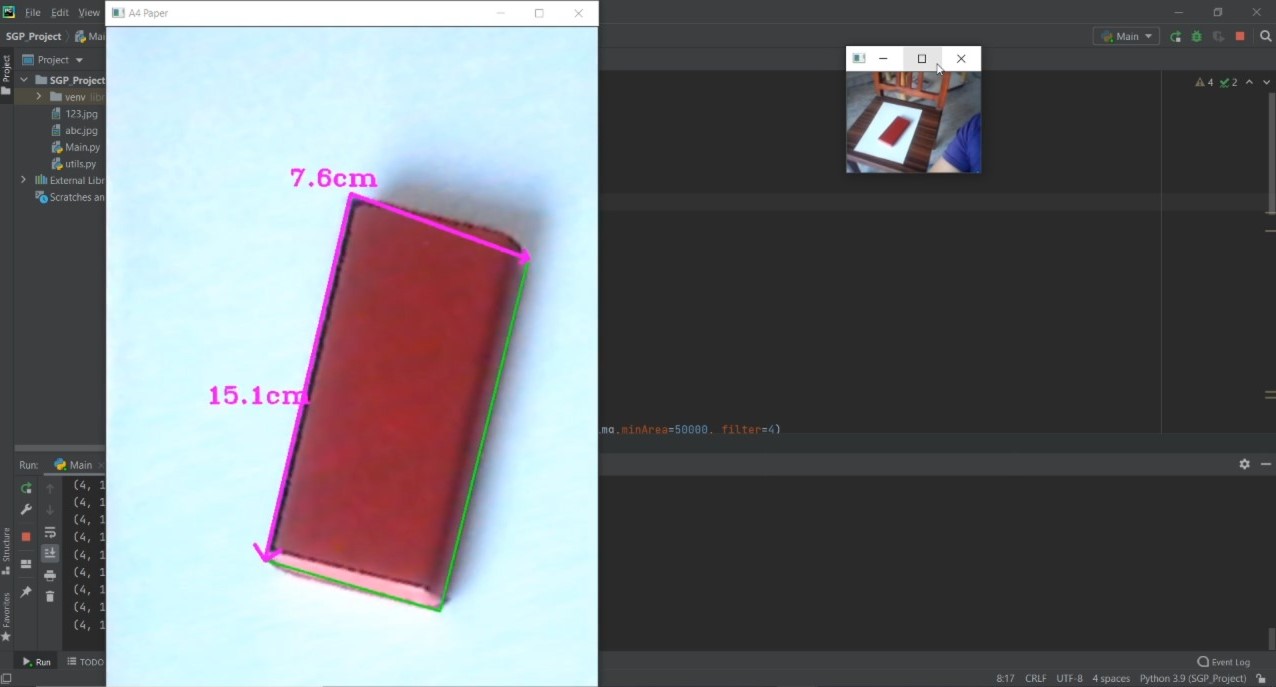 File Edit View
A4 Paper
SGP_Project Mai
Main
Project
Project
SGP_Project
4 2
venv libr
123.jpg
abc.jpg
Main.py
utils.py
External Libr
Scratches an
7.6cm
15.1cm
mg,minArea=50000, filter=4)
Run: Main
(4, 1
(4, 1
(4, 1
(4, 1
(4, 1
(4, 1
(4, 1
(4, 1
(4, 1
Structure
Favorites
Run TODO
Event Log
8:17 CRLF UTF-8 4 spaces Python 3.9 (SGP_Project)